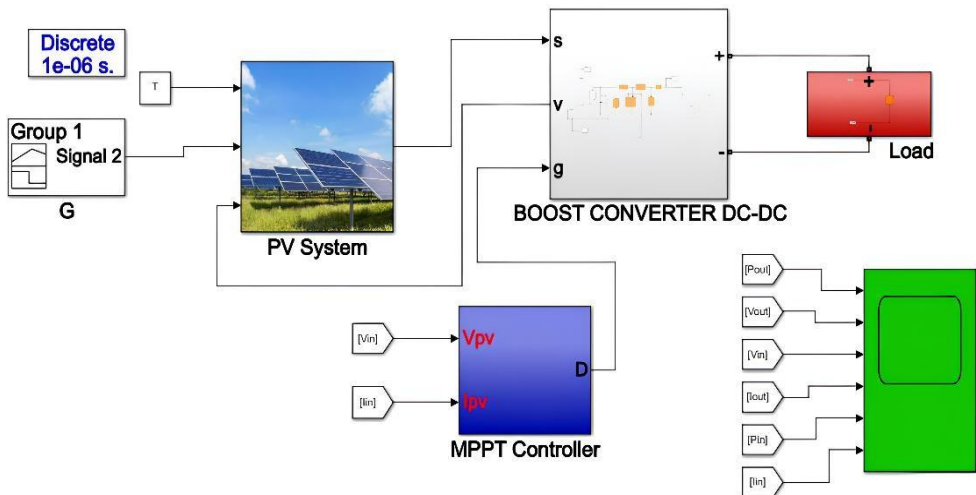 Discrete
1e-06 s.
T
Group 1
Signal 2
G
PV System
s
v
g
+
-
BOOST CONVERTER DC-DC
+
-
Load
[Vin]
[Iin]
Vpv
Ipv
D
MPPT Controller
[Pout]
[Vout]
[Vin]
[Iout]
[Pin]
[Iin]